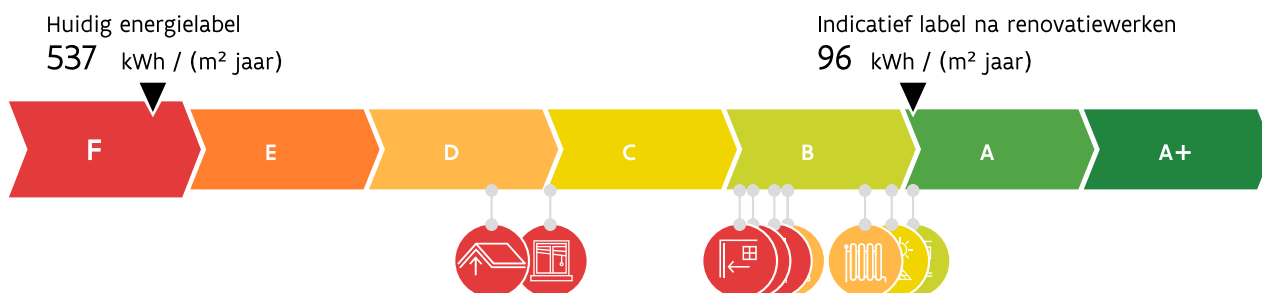 Huidig energielabel
537 kWh / (m² jaar)
Indicatief label na renovatiewerken
96 kWh / (m² jaar)
F E D C B A A+